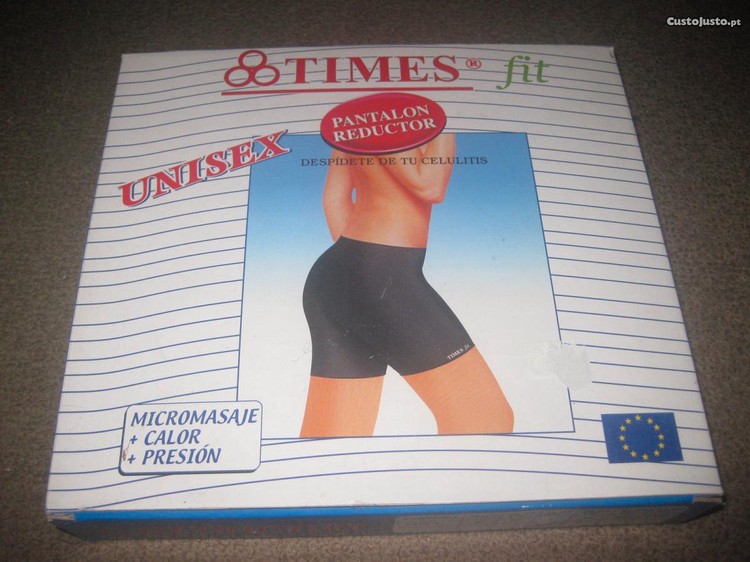 CustoJusto.pt
TIMES® fit
PANTALON
REDUCTOR
UNISEX
DESPÍDETE DE TU CELULITIS
TIMES fit
MICROMASAJE
+ CALOR
+ PRESIÓN